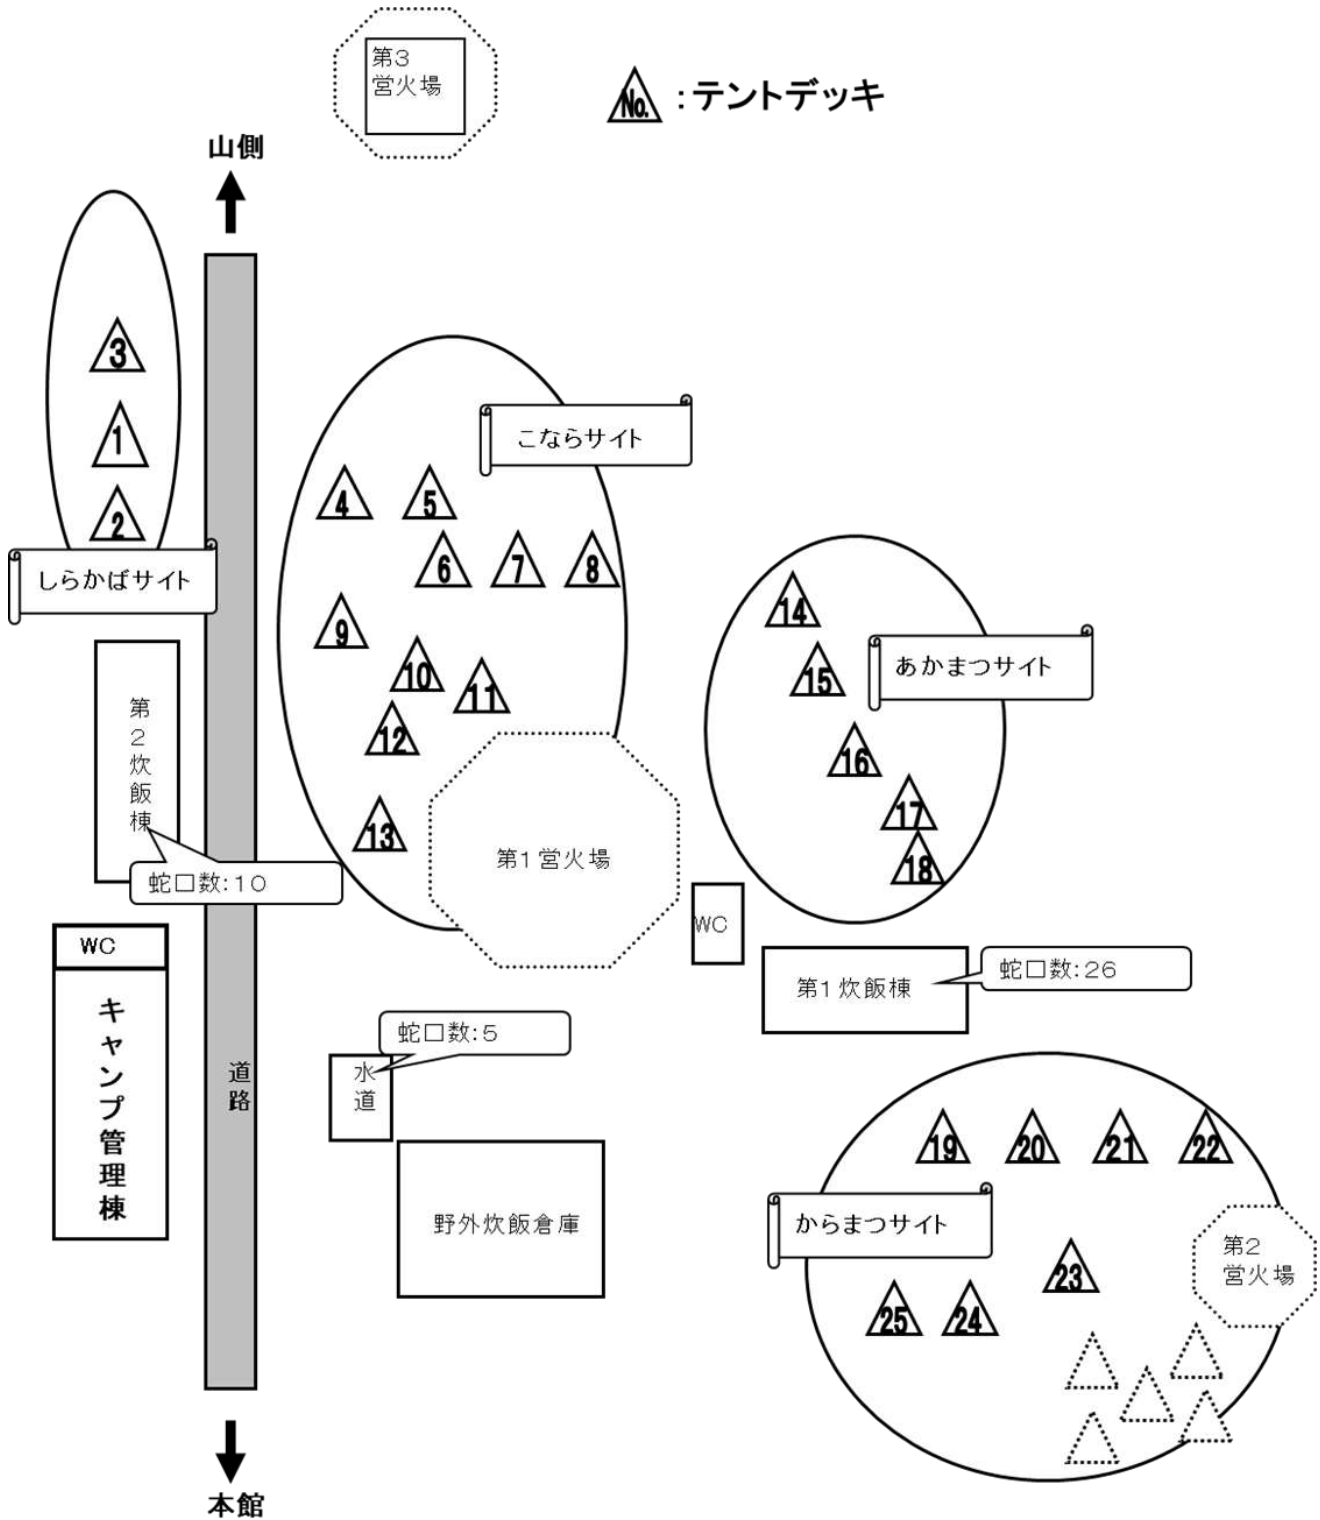 第3
営火場
No.
:テントデッキ
山側
3
1
2
しらかばサイト
こならサイト
4
5
6
7
8
9
10
11
12
13
14
15
あかまつサイト
16
17
18
第2炊飯棟
蛇口数:10
第1営火場
WC
WC
第1炊飯棟
蛇口数:26
キャンプ管理棟
道路
蛇口数:5
水道
野外炊飯倉庫
19
20
21
22
からまつサイト
第2
営火場
23
25
24
本館